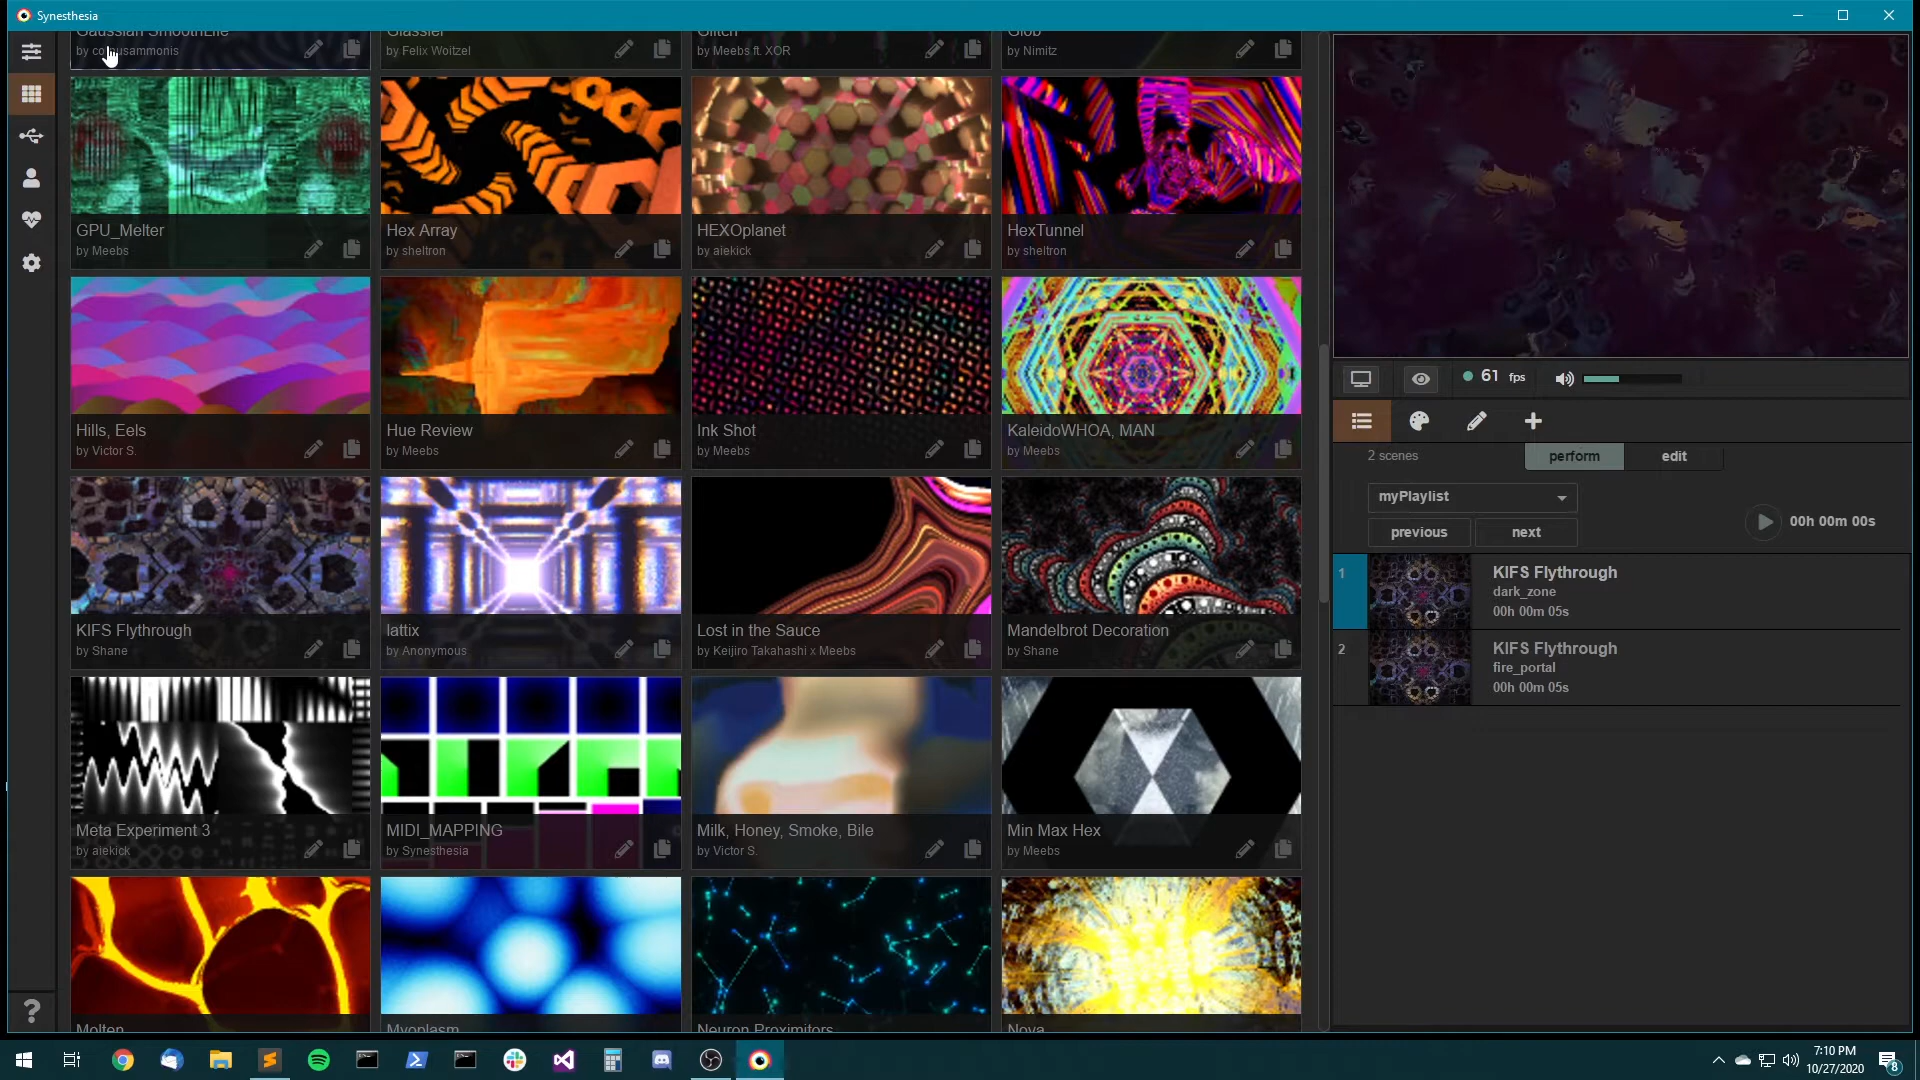 Synesthesia
Gaussian SmoothLife
by Felix Woitzel
by Meebs ft. XOR
by Nimitz
GPU_Melter
by Meebs
Hex Array
by sheltron
HEXOplanet
by aiekick
HexTunnel
by sheltron
Hills, Eels
by Victor S.
Hue Review
by Meebs
Ink Shot
by Meebs
KaleidoWHOA, MAN
by Meebs
KIFS Flythrough
by Shane
lattix
by Anonymous
Lost in the Sauce
by Keijiro Takahashi x Meebs
Mandelbrot Decoration
by Shane
Meta Experiment 3
by aiekick
MIDI_MAPPING
by Synesthesia
Milk, Honey, Smoke, Bile
by Victor S.
Min Max Hex
by Meebs
Molten
Myoplasm
Neuron Proximitors
Nova
61 fps
2 scenes
perform
edit
myPlaylist
previous
next
00h 00m 00s
1
KIFS Flythrough
dark_zone
00h 00m 05s
2
KIFS Flythrough
fire_portal
00h 00m 05s
7:10 PM
10/27/2020
8